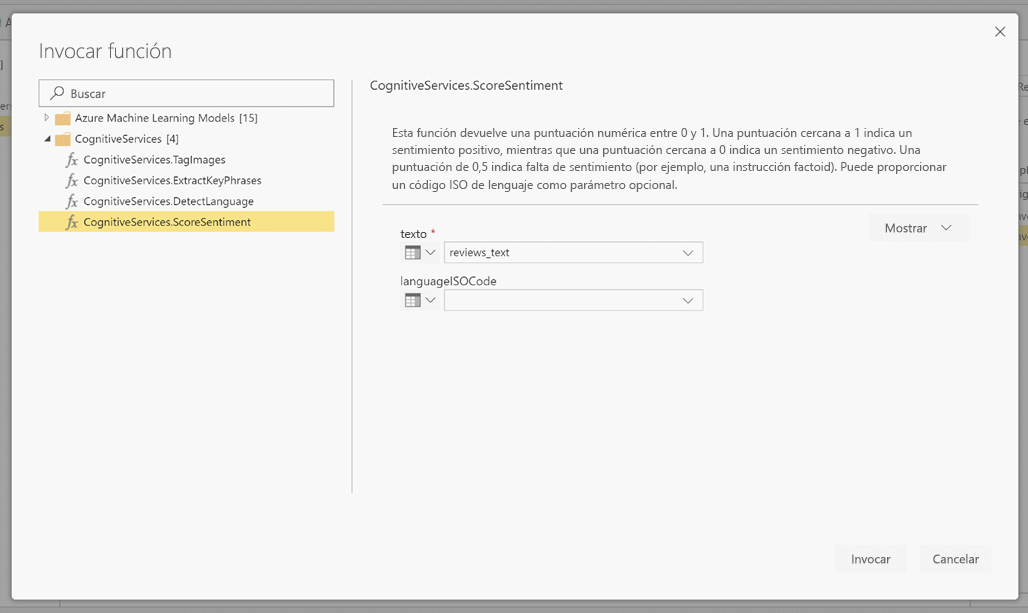 Invocar función
Buscar
Azure Machine Learning Models [15]
CognitiveServices [4]
fx CognitiveServices.TagImages
fx CognitiveServices.ExtractKeyPhrases
fx CognitiveServices.DetectLanguage
fx CognitiveServices.ScoreSentiment
CognitiveServices.ScoreSentiment
Esta función devuelve una puntuación numérica entre 0 y 1. Una puntuación cercana a 1 indica un
sentimiento positivo, mientras que una puntuación cercana a 0 indica un sentimiento negativo. Una
puntuación de 0,5 indica falta de sentimiento (por ejemplo, una instrucción factoid). Puede proporcionar
un código ISO de lenguaje como parámetro opcional.
Mostrar
texto *
reviews_text
languageISOCode
Invocar
Cancelar